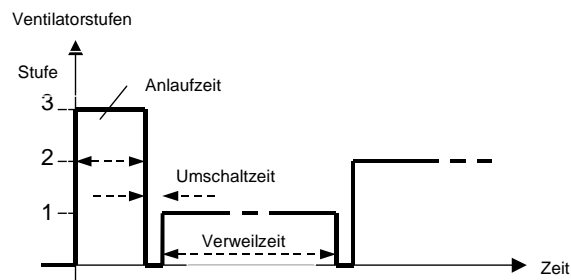 Ventilatorstufen
Stufe
Anlaufzeit
3
2
Umschaltzeit
1
Verweilzeit
Zeit